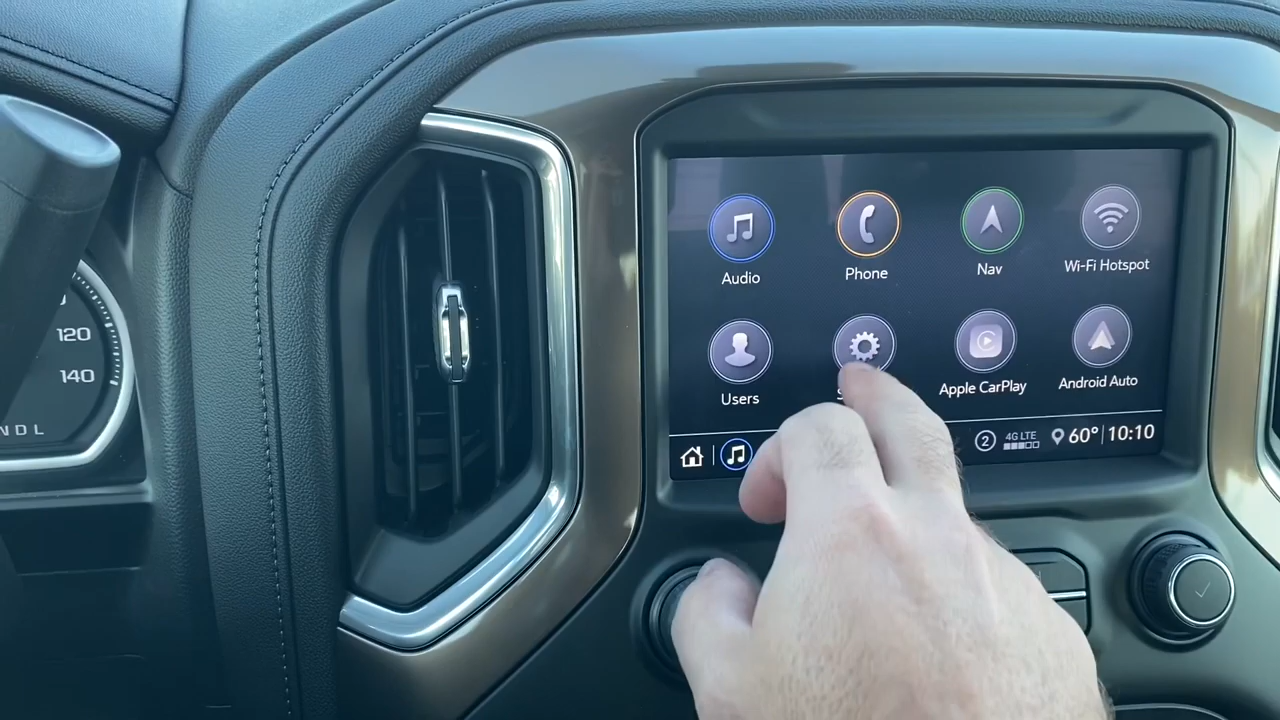 Audio
Phone
Nav
Wi-Fi Hotspot
Users
Apple CarPlay
Android Auto
2
4G LTE
60° 10:10
120
140
N D L